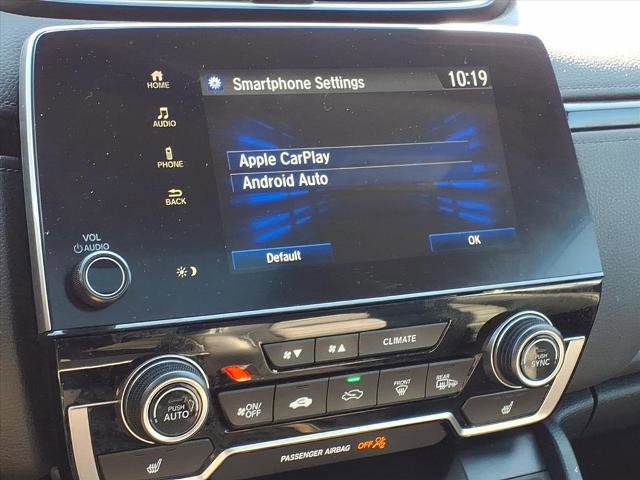 HOME
AUDIO
PHONE
BACK
VOL
AUDIO
Smartphone Settings
10:19
Apple CarPlay
Android Auto
Default
OK
CLIMATE
PUSH
AUTO
ON/
OFF
FRONT
REAR
PUSH
SYNC
PASSENGER AIRBAG OFF